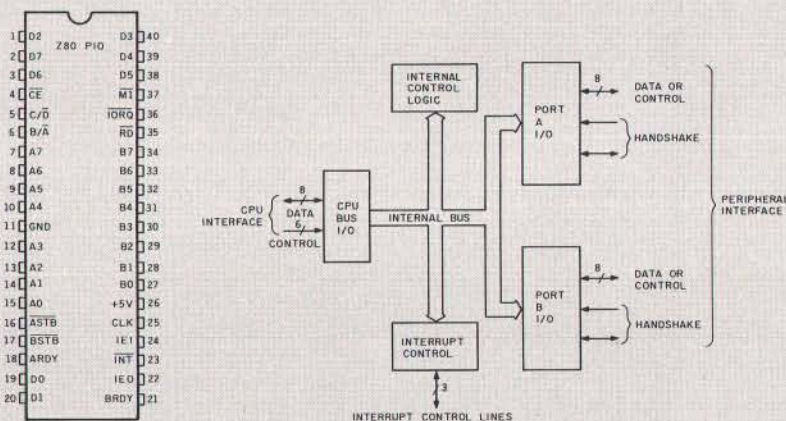 Z80 PIO
1 D2 D3 40
2 D7 D4 39
3 D6 D5 38
4 CE M1 37
5 C/D IORQ 36
6 B/A RD 35
7 A7 B7 34
8 A6 B6 33
9 A5 B5 32
10 A4 B4 31
11 GND B3 30
12 A3 B2 29
13 A2 B1 28
14 A1 B0 27
15 A0 +5V 26
16 ASTB CLK 25
17 BSTB IEI 24
18 ARDY INT 23
19 D0 IEO 22
20 D1 BRDY 21
CPU
INTERFACE
8
DATA
6
CONTROL
CPU
BUS
I/O
INTERNAL
CONTROL
LOGIC
INTERNAL BUS
INTERRUPT
CONTROL
3
INTERRUPT CONTROL LINES
PORT
A
I/O
8
DATA OR
CONTROL
HANDSHAKE
PORT
B
I/O
8
DATA OR
CONTROL
HANDSHAKE
PERIPHERAL
INTERFACE